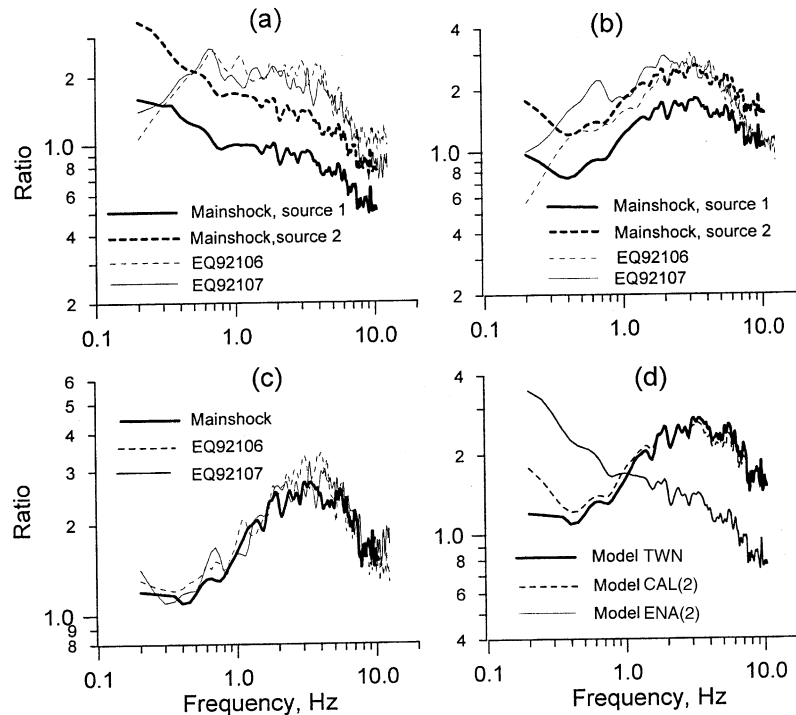 (a)
2
1.0
8
6
4
2
Ratio
Mainshock, source 1
Mainshock,source 2
EQ92106
EQ92107
0.1
1.0
10.0
(b)
4
2
1.0
8
6
4
2
Mainshock, source 1
Mainshock, source 2
EQ92106
EQ92107
0.1
1.0
10.0
(c)
6
5
4
3
2
1.0
9
8
Ratio
Mainshock
EQ92106
EQ92107
0.1
1.0
10.0
Frequency, Hz
(d)
4
2
1.0
8
6
4
Model TWN
Model CAL(2)
Model ENA(2)
0.1
1.0
10.0
Frequency, Hz